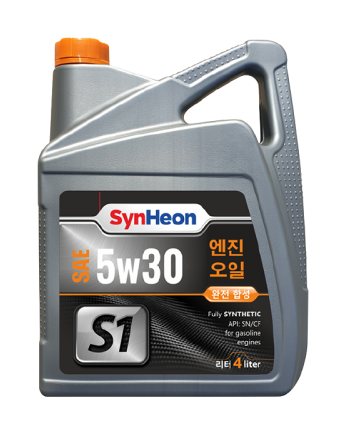 SynHeon
SAE 5w30
엔진
오일
완전 합성
Fully SYNTHETIC
API: SN/CF
for gasoline
engines
S1
리터 4 liter